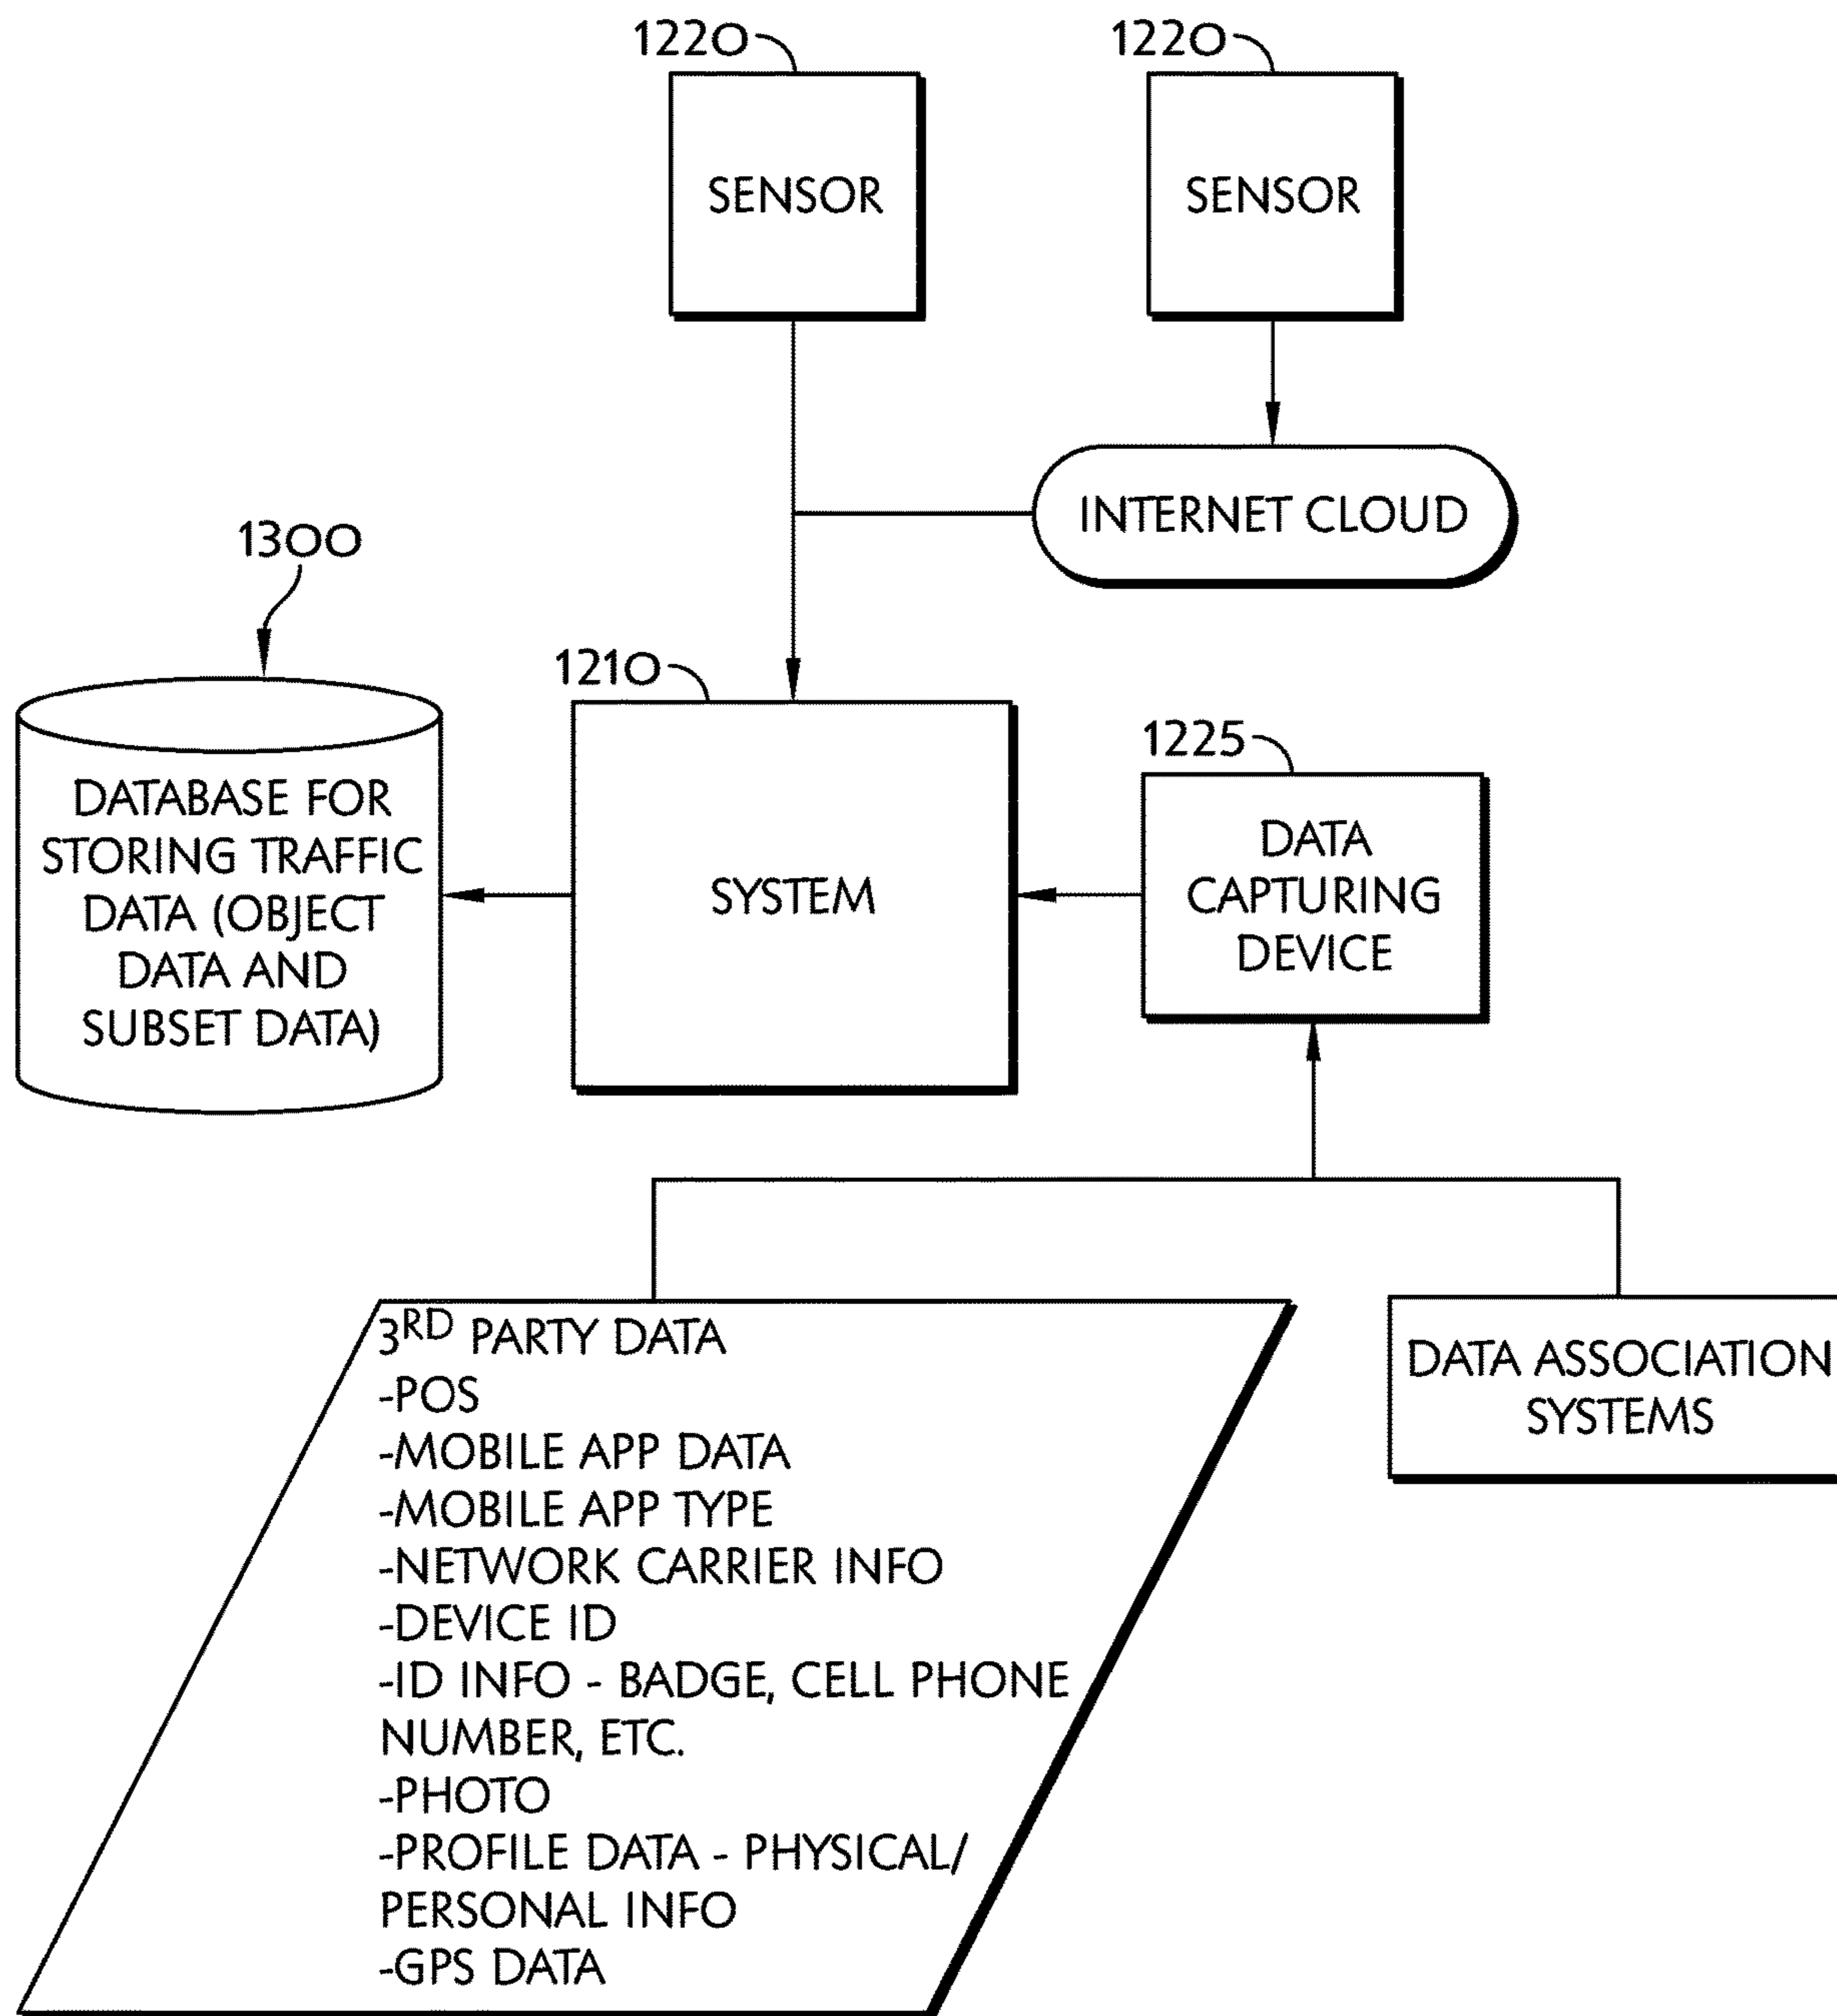 1220
1220
SENSOR
SENSOR
INTERNET CLOUD
1300
1210
1225
DATABASE FOR
STORING TRAFFIC
DATA (OBJECT
DATA AND
SUBSET DATA)
SYSTEM
DATA
CAPTURING
DEVICE
3RD PARTY DATA
-POS
-MOBILE APP DATA
-MOBILE APP TYPE
-NETWORK CARRIER INFO
-DEVICE ID
-ID INFO - BADGE, CELL PHONE
NUMBER, ETC.
-PHOTO
-PROFILE DATA - PHYSICAL/
PERSONAL INFO
-GPS DATA
DATA ASSOCIATION
SYSTEMS